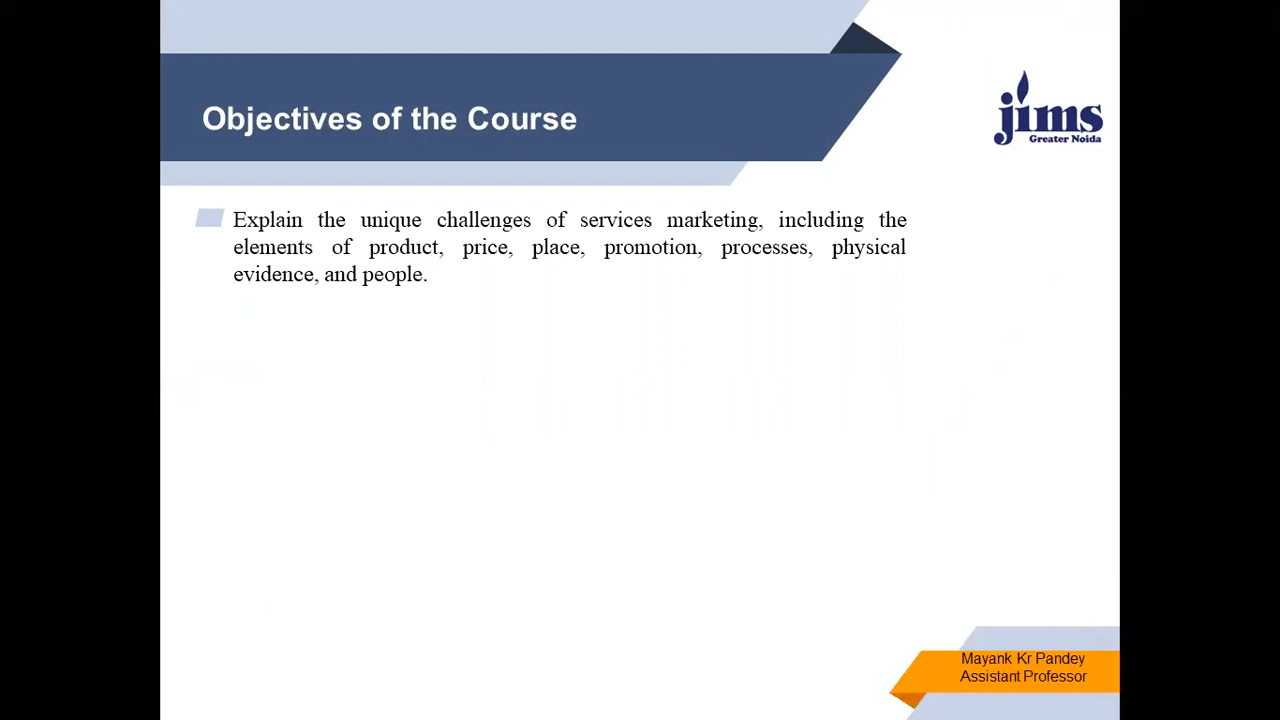 Objectives of the Course
jims
Greater Noida
Explain the unique challenges of services marketing, including the
elements of product, price, place, promotion, processes, physical
evidence, and people.
Mayank Kr Pandey
Assistant Professor